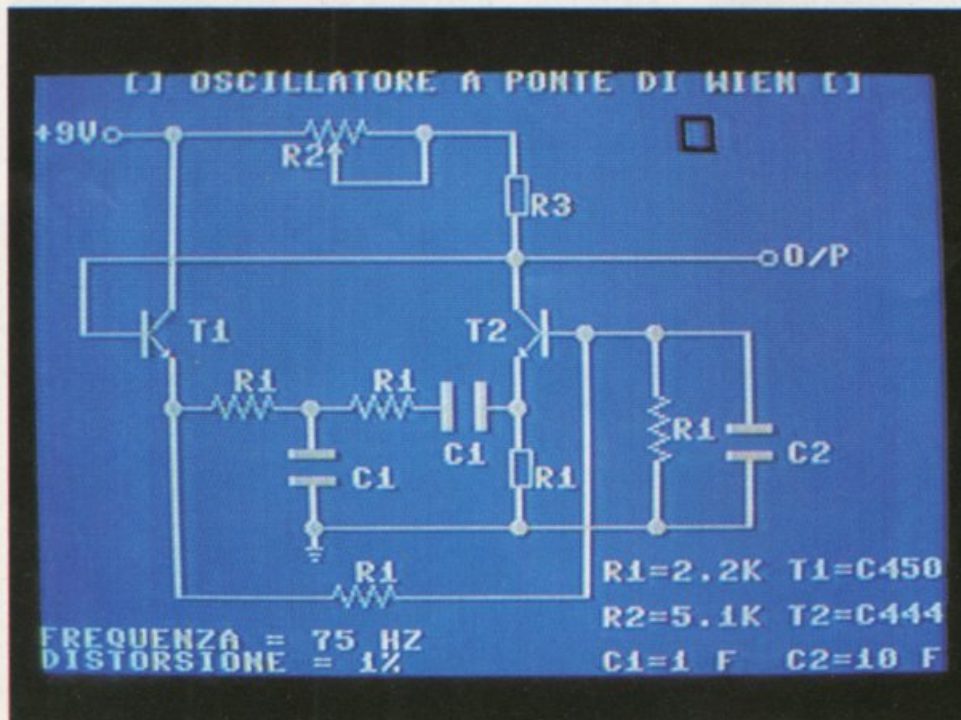 [] OSCILLATORE A PONTE DI WIEN []
+9V
R2
R3
O/P
T1
T2
R1
R1
C1
C1
R1
R1
C2
R1
R1=2.2K T1=C450
R2=5.1K T2=C444
C1=1 F C2=10 F
FREQUENZA = 75 HZ
DISTORSIONE = 1%